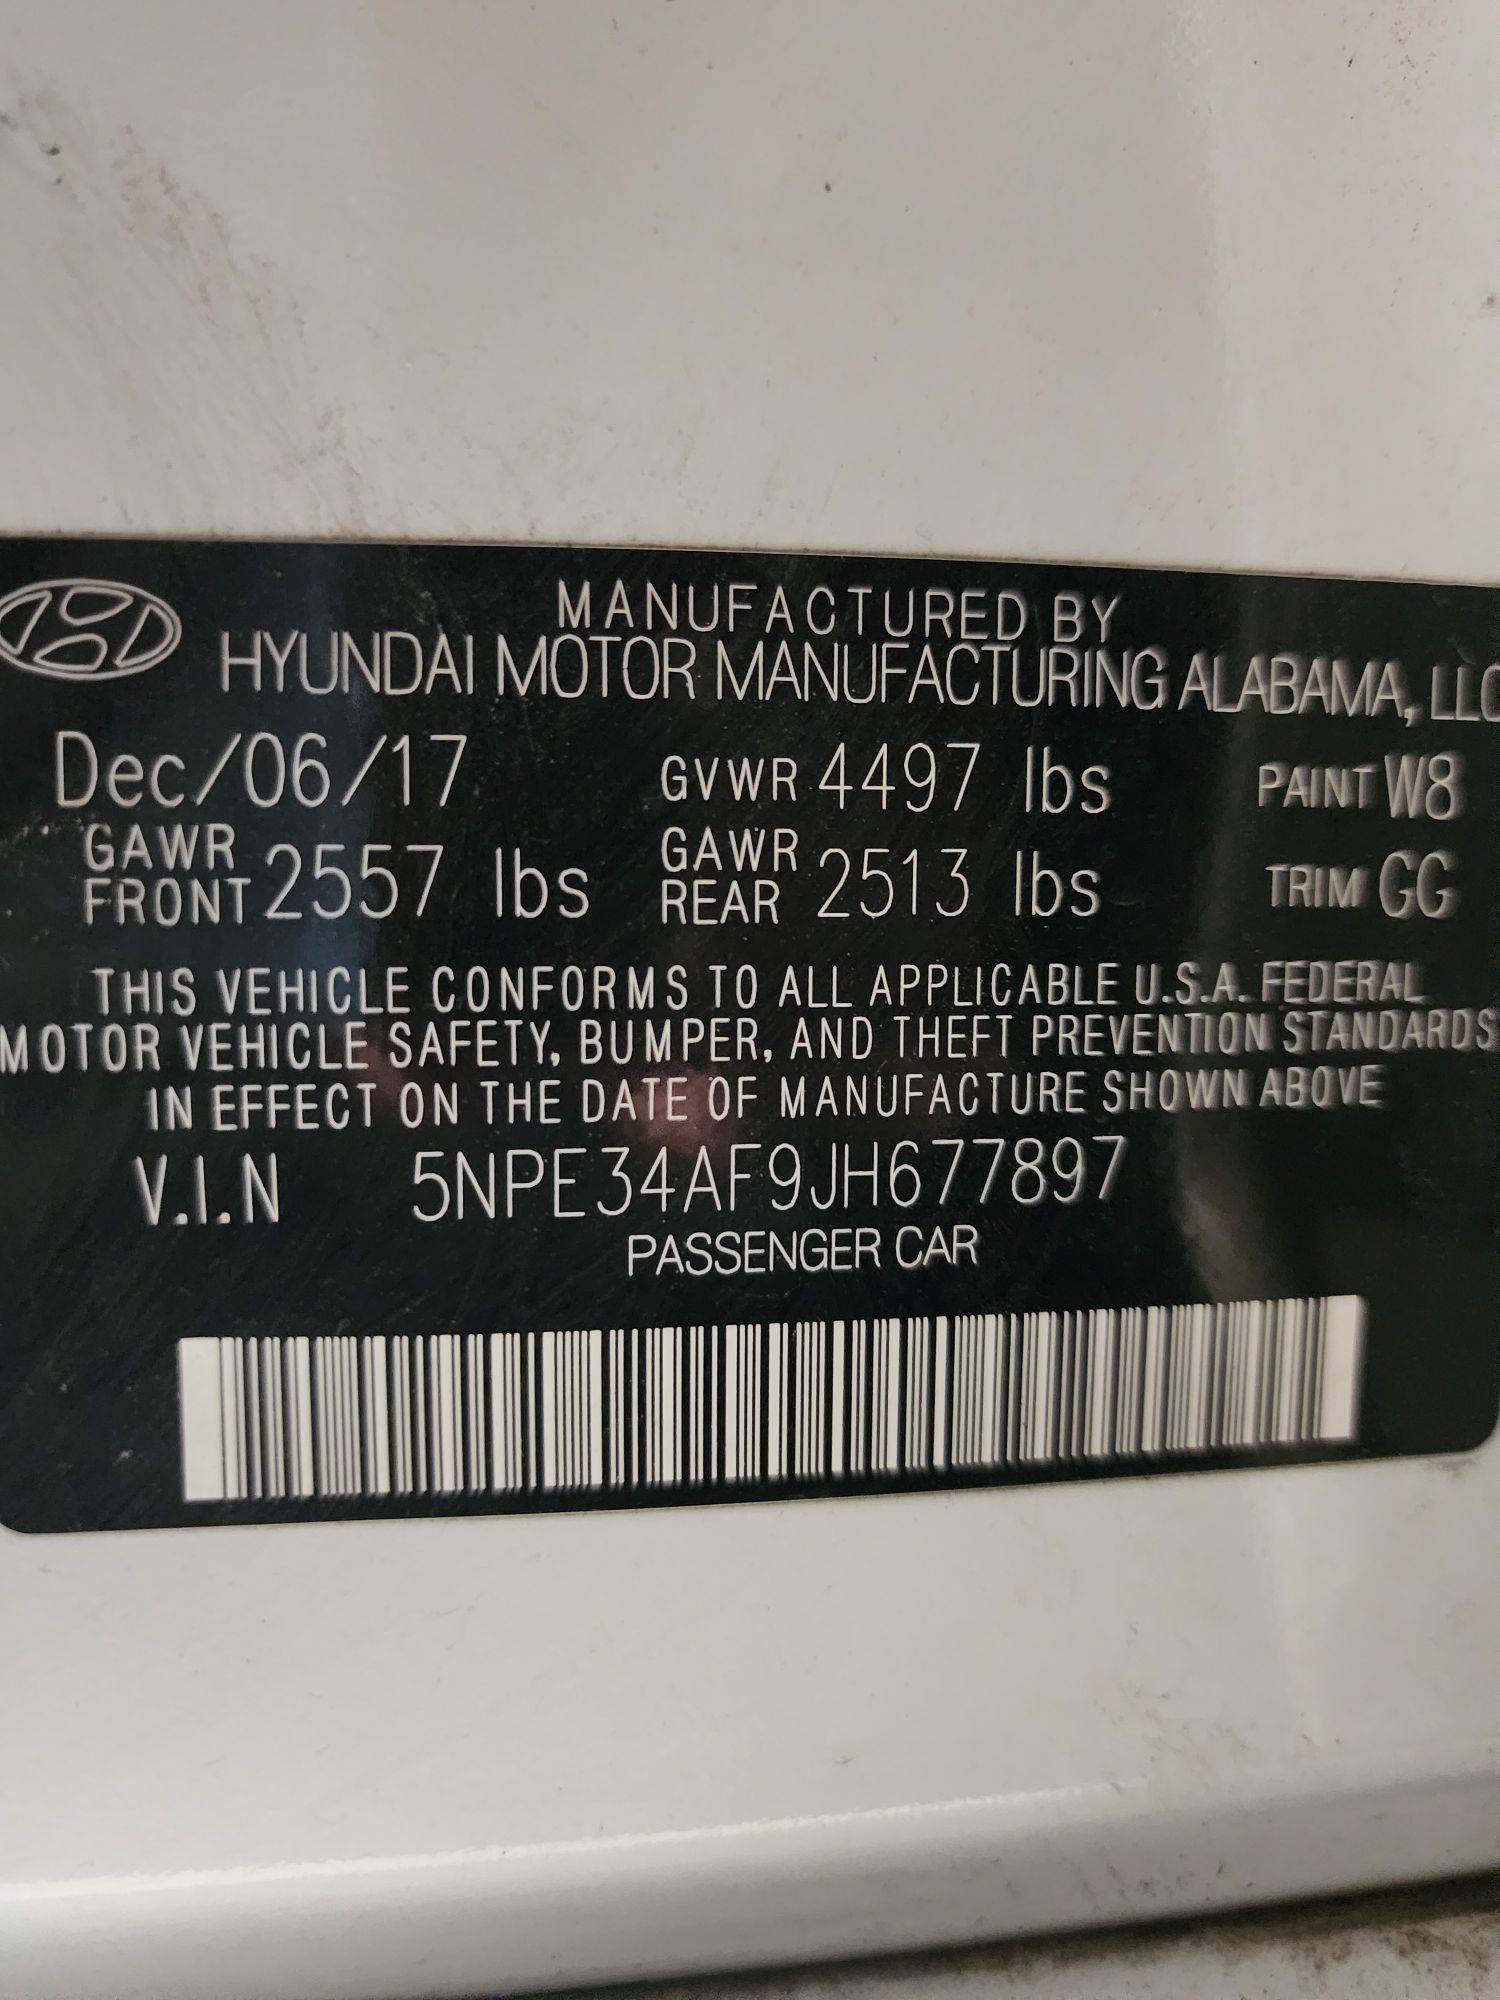 MANUFACTURED BY
HYUNDAI MOTOR MANUFACTURING ALABAMA, LLC
Dec/06/17 GVWR 4497 lbs PAINT W8
GAWR FRONT 2557 lbs GAWR REAR 2513 lbs TRIM GG
THIS VEHICLE CONFORMS TO ALL APPLICABLE U.S.A. FEDERAL
MOTOR VEHICLE SAFETY, BUMPER, AND THEFT PREVENTION STANDARDS
IN EFFECT ON THE DATE OF MANUFACTURE SHOWN ABOVE
V.I.N 5NPE34AF9JH677897
PASSENGER CAR